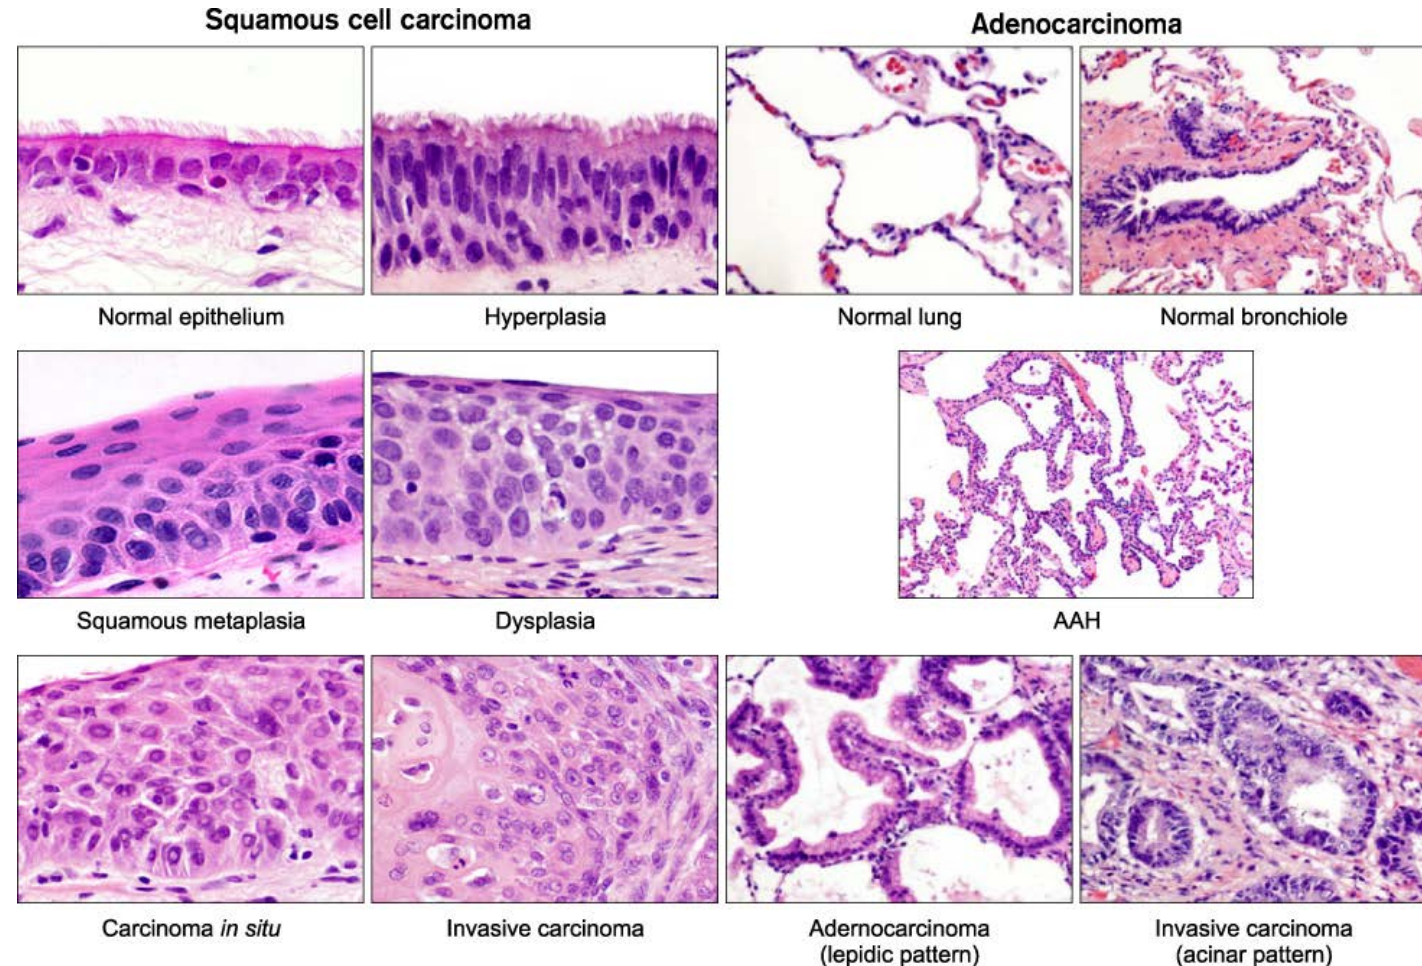 Squamous cell carcinoma
Adenocarcinoma
Normal epithelium
Hyperplasia
Normal lung
Normal bronchiole
Squamous metaplasia
Dysplasia
AAH
Carcinoma in situ
Invasive carcinoma
Adernocarcinoma
(lepidic pattern)
Invasive carcinoma
(acinar pattern)